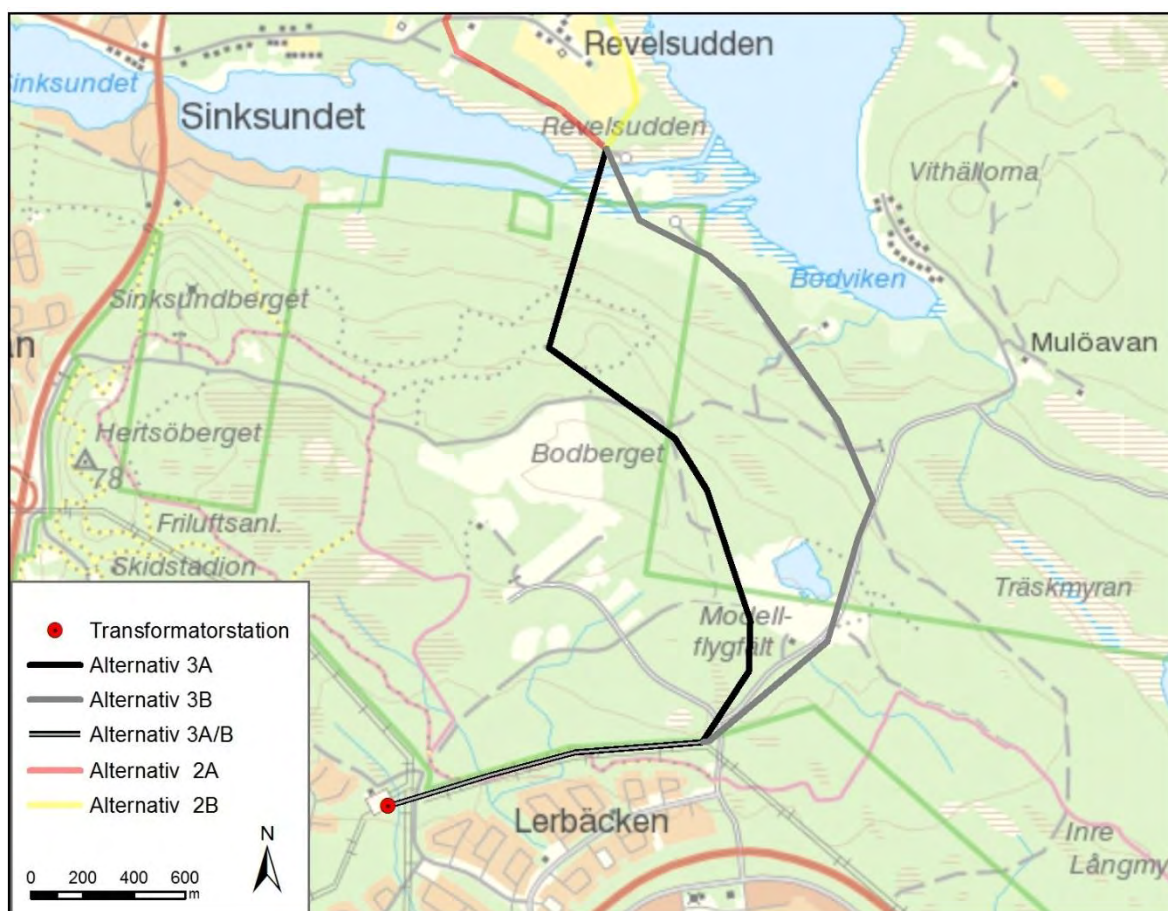 Revelsudden
Sinksundet
Sinksundet
Revelsudden
Vithällorna
Bodviken
Sinksundberget
Mulöavan
Hertsöberget
78
Bodberget
Friluftsanl.
Skidstadion
Träskmyran
Modell-
flygfält
Lerbäcken
Inre
Långmy
Transformatorstation
Alternativ 3A
Alternativ 3B
Alternativ 3A/B
Alternativ 2A
Alternativ 2B
N
0 200 400 600
m